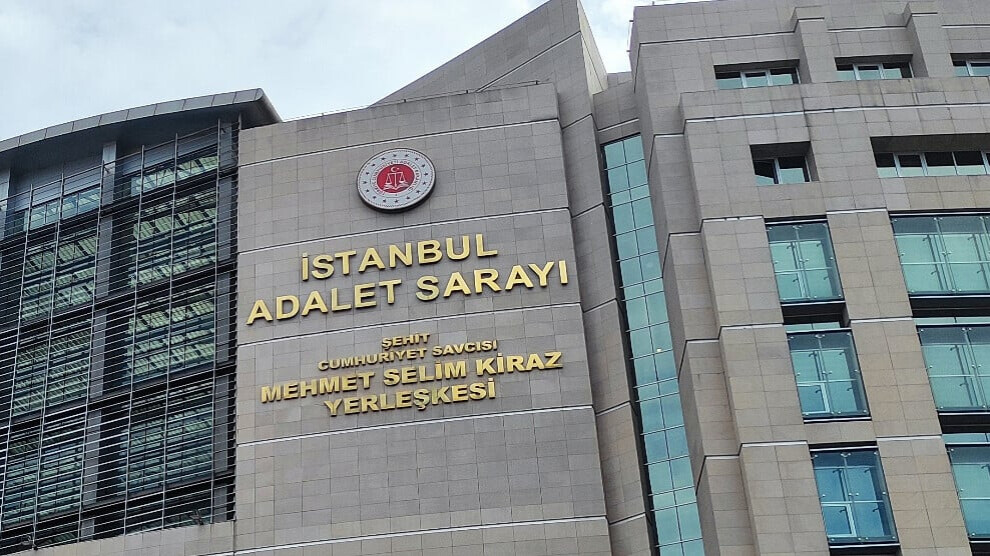 İSTANBUL
ADALET SARAYI
ŞEHİT
CUMHURİYET SAVCISI
MEHMET SELİM KİRAZ
YERLEŞKESİ